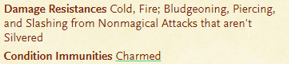 Damage Resistances Cold, Fire; Bludgeoning, Piercing,
and Slashing from Nonmagical Attacks that aren't
Silvered
Condition Immunities Charmed